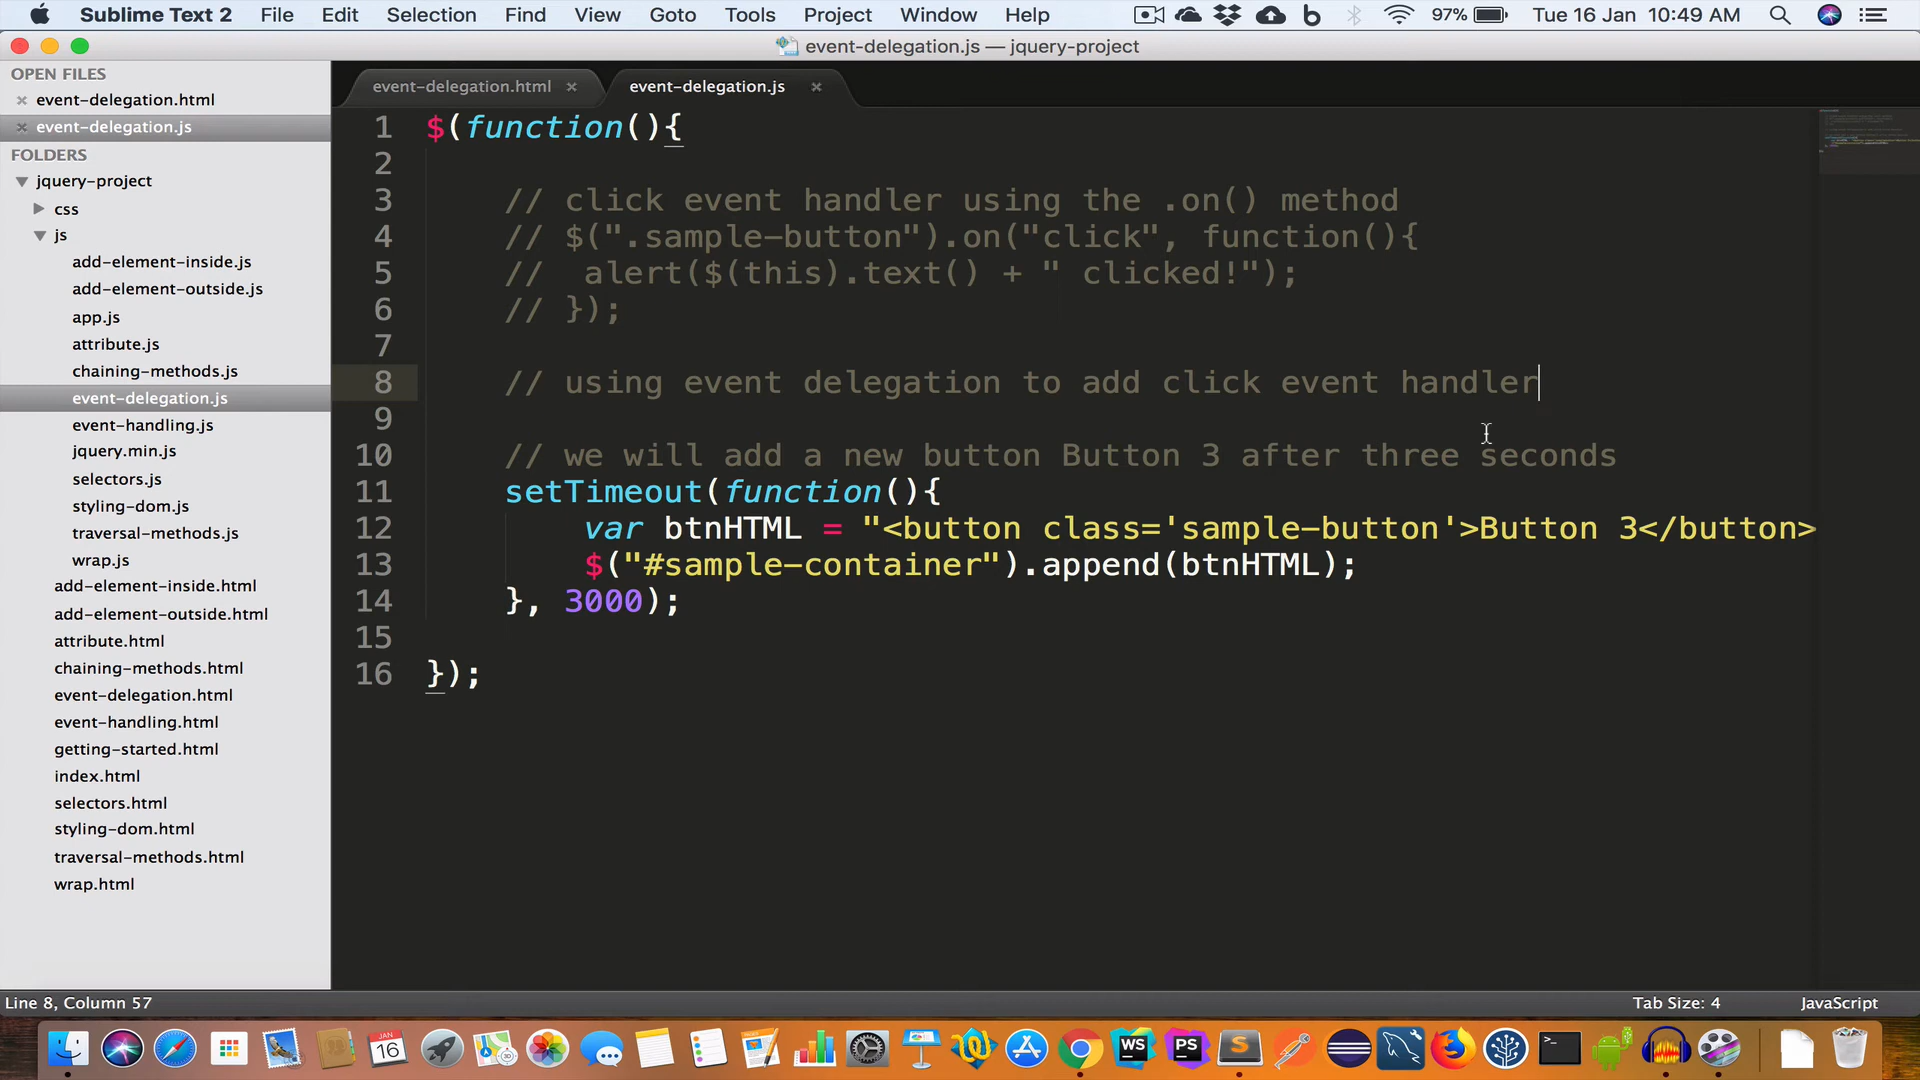 Sublime Text 2 File Edit Selection Find View Goto Tools Project Window Help 97% Tue 16 Jan 10:49 AM
event-delegation.js — jquery-project
OPEN FILES
event-delegation.html
event-delegation.js
FOLDERS
jquery-project
css
js
add-element-inside.js
add-element-outside.js
app.js
attribute.js
chaining-methods.js
event-delegation.js
event-handling.js
jquery.min.js
selectors.js
styling-dom.js
traversal-methods.js
wrap.js
add-element-inside.html
add-element-outside.html
attribute.html
chaining-methods.html
event-delegation.html
event-handling.html
getting-started.html
index.html
selectors.html
styling-dom.html
traversal-methods.html
wrap.html
event-delegation.html event-delegation.js
1 $(function(){
2
3 // click event handler using the .on() method
4 // $(".sample-button").on("click", function(){
5 // alert($(this).text() + " clicked!");
6 // });
7
8 // using event delegation to add click event handler
9
10 // we will add a new button Button 3 after three seconds
11 setTimeout(function(){
12 var btnHTML = "<button class='sample-button'>Button 3</button>
13 $("#sample-container").append(btnHTML);
14 }, 3000);
15
16 });
Line 8, Column 57 Tab Size: 4 JavaScript
JAN
16
WS
PS